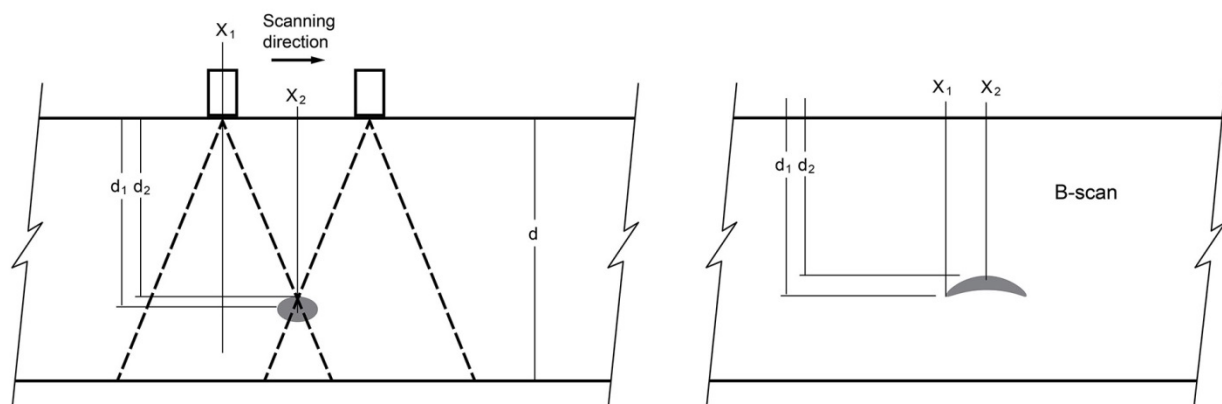 X1
Scanning
direction
X2
d1
d2
d
X1
X2
d1
d2
B-scan